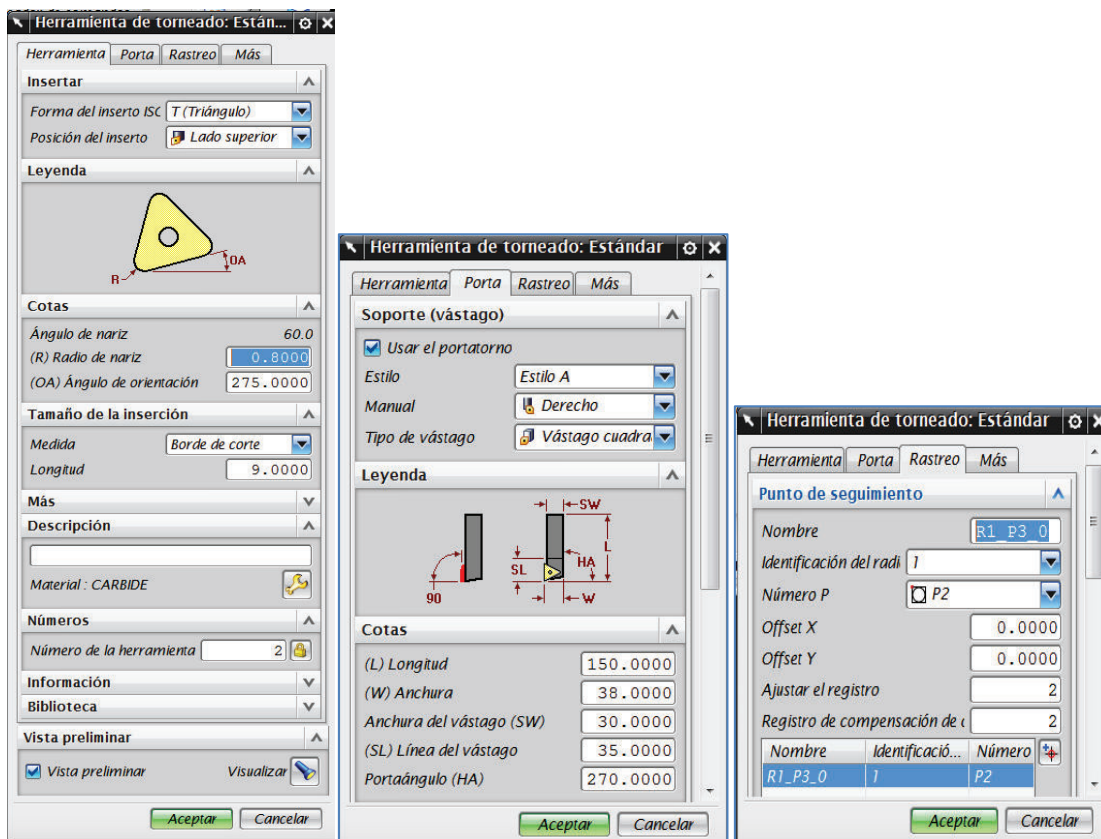 Herramienta de torneado: Están...
Herramienta Porta Rastreo Más
Insertar
Forma del inserto ISC T (Triángulo)
Posición del inserto Lado superior
Leyenda
OA
R
Cotas
Ángulo de nariz 60.0
(R) Radio de nariz 0.8000
(OA) Ángulo de orientación 275.0000
Tamaño de la inserción
Medida Borde de corte
Longitud 9.0000
Más
Descripción
Material : CARBIDE
Números
Número de la herramienta 2
Información
Biblioteca
Vista preliminar
Vista preliminar Visualizar
Aceptar Cancelar
Herramienta de torneado: Estándar
Herramienta Porta Rastreo Más
Soporte (vástago)
Usar el portatorno
Estilo Estilo A
Manual Derecho
Tipo de vástago Vástago cuadra
Leyenda
SW
L
SL HA
90 W
Cotas
(L) Longitud 150.0000
(W) Anchura 38.0000
Anchura del vástago (SW) 30.0000
(SL) Línea del vástago 35.0000
Portaángulo (HA) 270.0000
Aceptar Cancelar
Herramienta de torneado: Estándar
Herramienta Porta Rastreo Más
Punto de seguimiento
Nombre R1_P3_0
Identificación del radi 1
Número P P2
Offset X 0.0000
Offset Y 0.0000
Ajustar el registro 2
Registro de compensación de 2
Nombre Identificació... Número
R1_P3_0 1 P2
Aceptar Cancelar